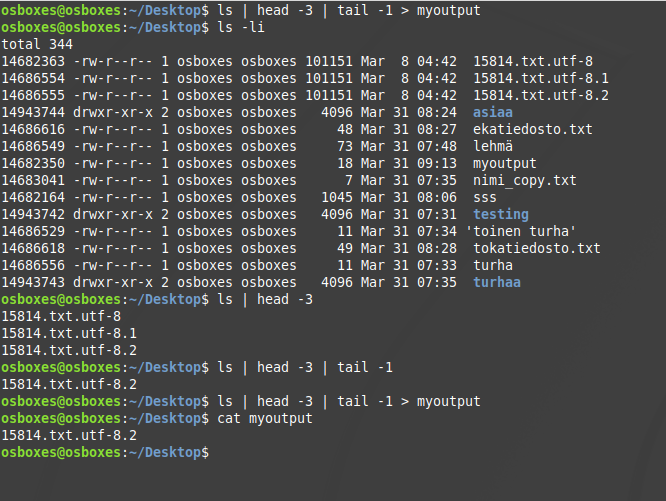 osboxes@osboxes:~/Desktop$ ls | head -3 | tail -1 > myoutput
osboxes@osboxes:~/Desktop$ ls -li
total 344
14682363 -rw-r--r-- 1 osboxes osboxes 101151 Mar  8 04:42  15814.txt.utf-8
14686554 -rw-r--r-- 1 osboxes osboxes 101151 Mar  8 04:42  15814.txt.utf-8.1
14686555 -rw-r--r-- 1 osboxes osboxes 101151 Mar  8 04:42  15814.txt.utf-8.2
14943744 drwxr-xr-x 2 osboxes osboxes   4096 Mar 31 08:24  asiaa
14686616 -rw-r--r-- 1 osboxes osboxes     48 Mar 31 08:27  ekatiedosto.txt
14686549 -rw-r--r-- 1 osboxes osboxes     73 Mar 31 07:48  lehmä
14682350 -rw-r--r-- 1 osboxes osboxes     18 Mar 31 09:13  myoutput
14683041 -rw-r--r-- 1 osboxes osboxes      7 Mar 31 07:35  nimi_copy.txt
14682164 -rw-r--r-- 1 osboxes osboxes   1045 Mar 31 08:06  sss
14943742 drwxr-xr-x 2 osboxes osboxes   4096 Mar 31 07:31  testing
14686529 -rw-r--r-- 1 osboxes osboxes     11 Mar 31 07:34 'toinen turha'
14686618 -rw-r--r-- 1 osboxes osboxes     49 Mar 31 08:28  tokatiedosto.txt
14686556 -rw-r--r-- 1 osboxes osboxes     11 Mar 31 07:33  turha
14943743 drwxr-xr-x 2 osboxes osboxes   4096 Mar 31 07:35  turhaa
osboxes@osboxes:~/Desktop$ ls | head -3
15814.txt.utf-8
15814.txt.utf-8.1
15814.txt.utf-8.2
osboxes@osboxes:~/Desktop$ ls | head -3 | tail -1
15814.txt.utf-8.2
osboxes@osboxes:~/Desktop$ ls | head -3 | tail -1 > myoutput
osboxes@osboxes:~/Desktop$ cat myoutput
15814.txt.utf-8.2
osboxes@osboxes:~/Desktop$